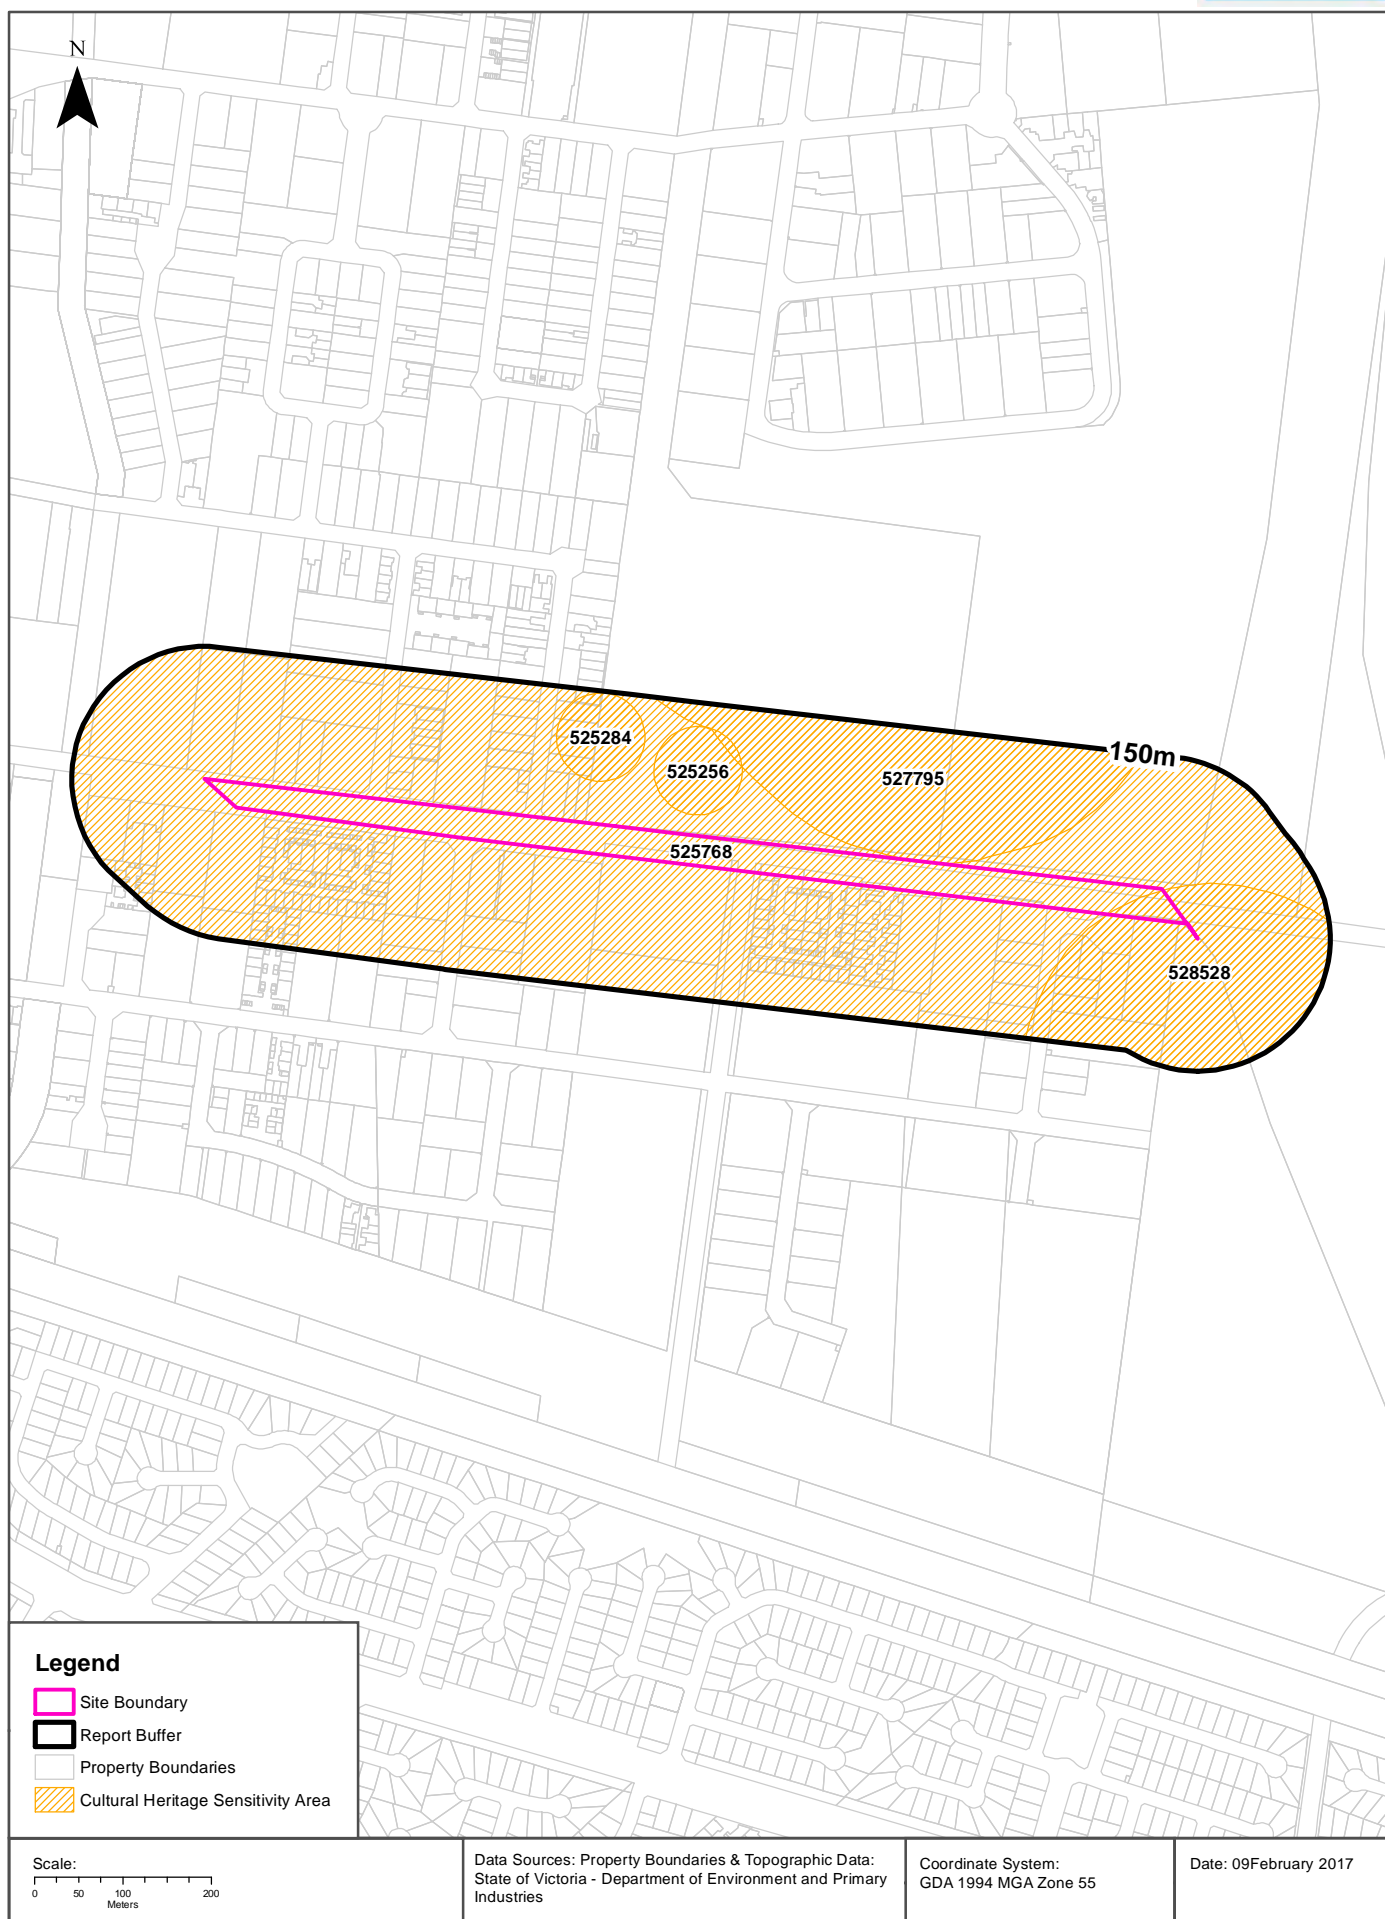 N
150m
525284
525256
527795
525768
528528
Legend
Site Boundary
Report Buffer
Property Boundaries
Cultural Heritage Sensitivity Area
Scale:
0 50 100 200
Meters
Data Sources: Property Boundaries & Topographic Data:
State of Victoria - Department of Environment and Primary
Industries
Coordinate System:
GDA 1994 MGA Zone 55
Date: 09February 2017